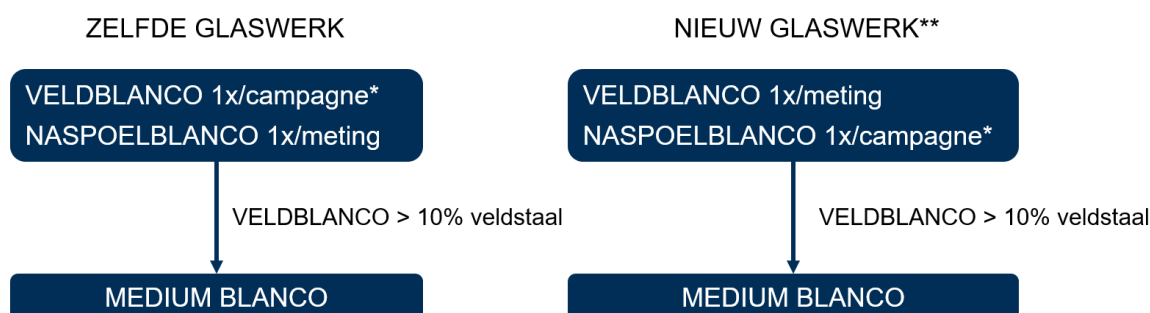 ZELFDE GLASWERK
VELDBLANCO 1x/campagne*
NASPOELBLANCO 1x/meting
VELDBLANCO > 10% veldstaal
MEDIUM BLANCO
NIEUW GLASWERK**
VELDBLANCO 1x/meting
NASPOELBLANCO 1x/campagne*
VELDBLANCO > 10% veldstaal
MEDIUM BLANCO